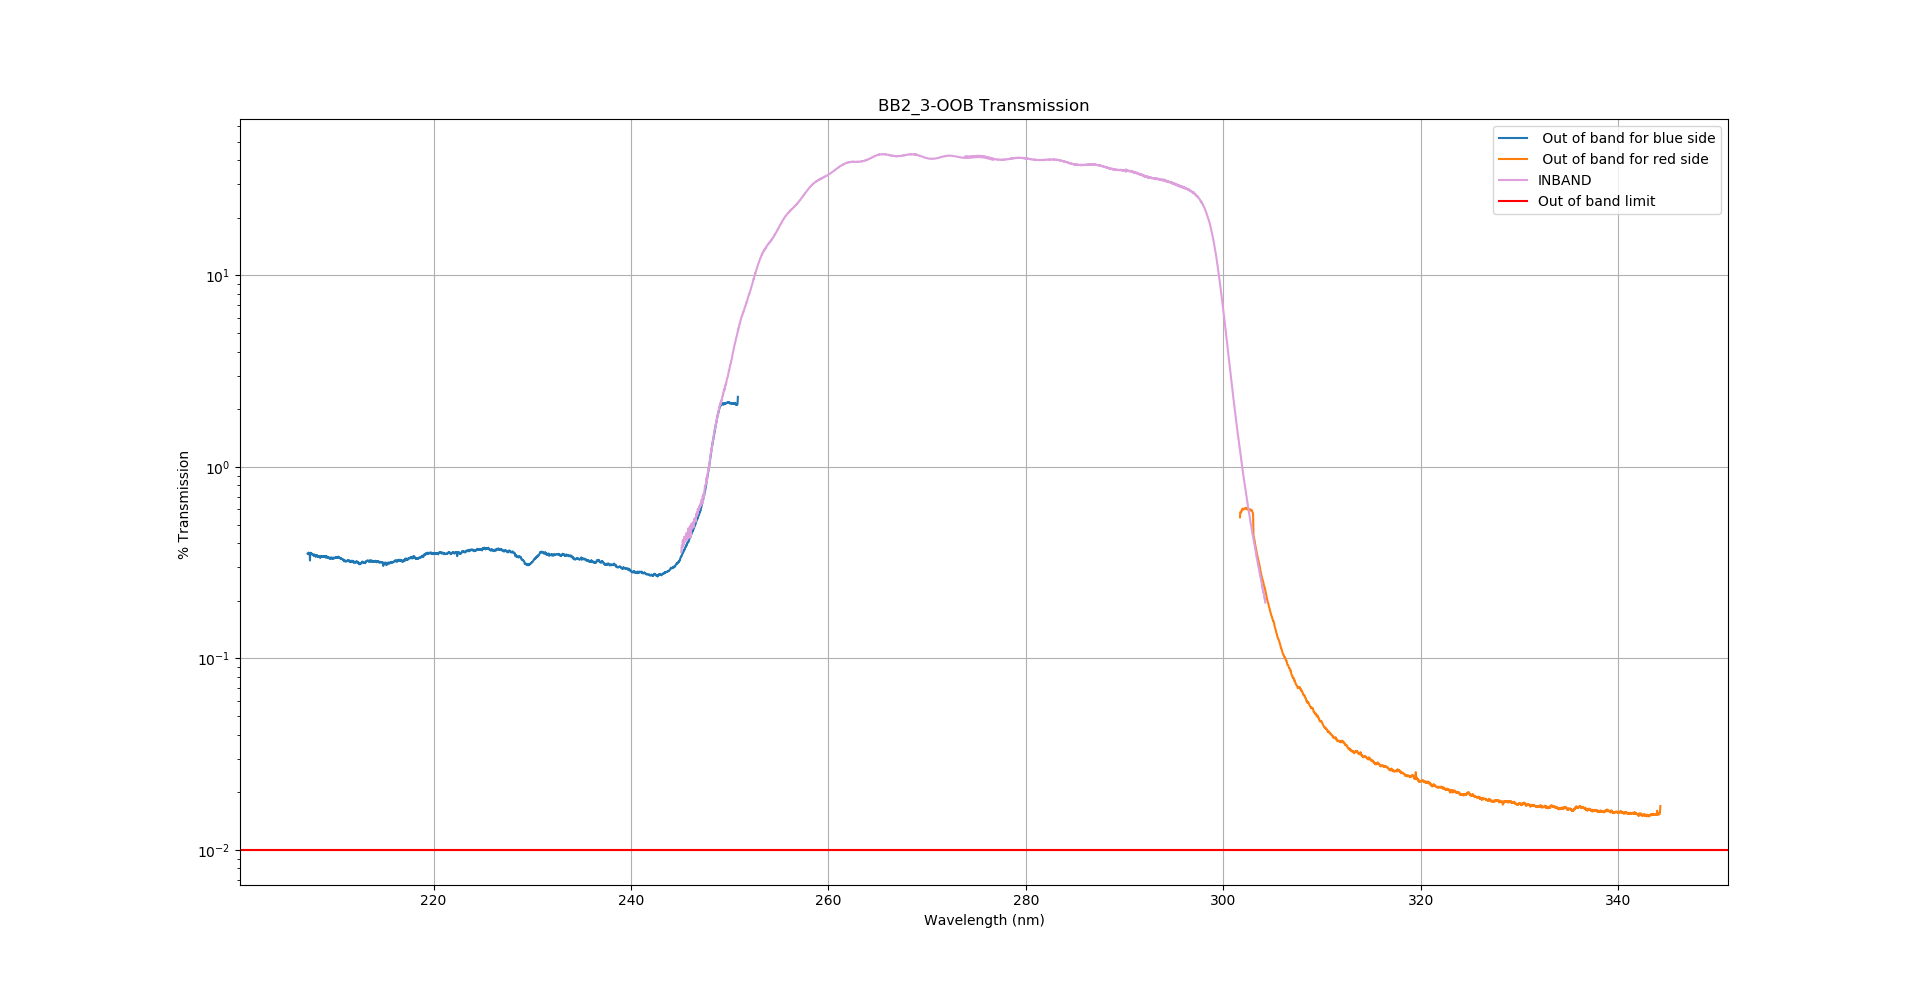 BB2_3-OOB Transmission
Out of band for blue side
Out of band for red side
INBAND
Out of band limit
% Transmission
10¹
10⁰
10⁻¹
10⁻²
220 240 260 280 300 320 340
Wavelength (nm)